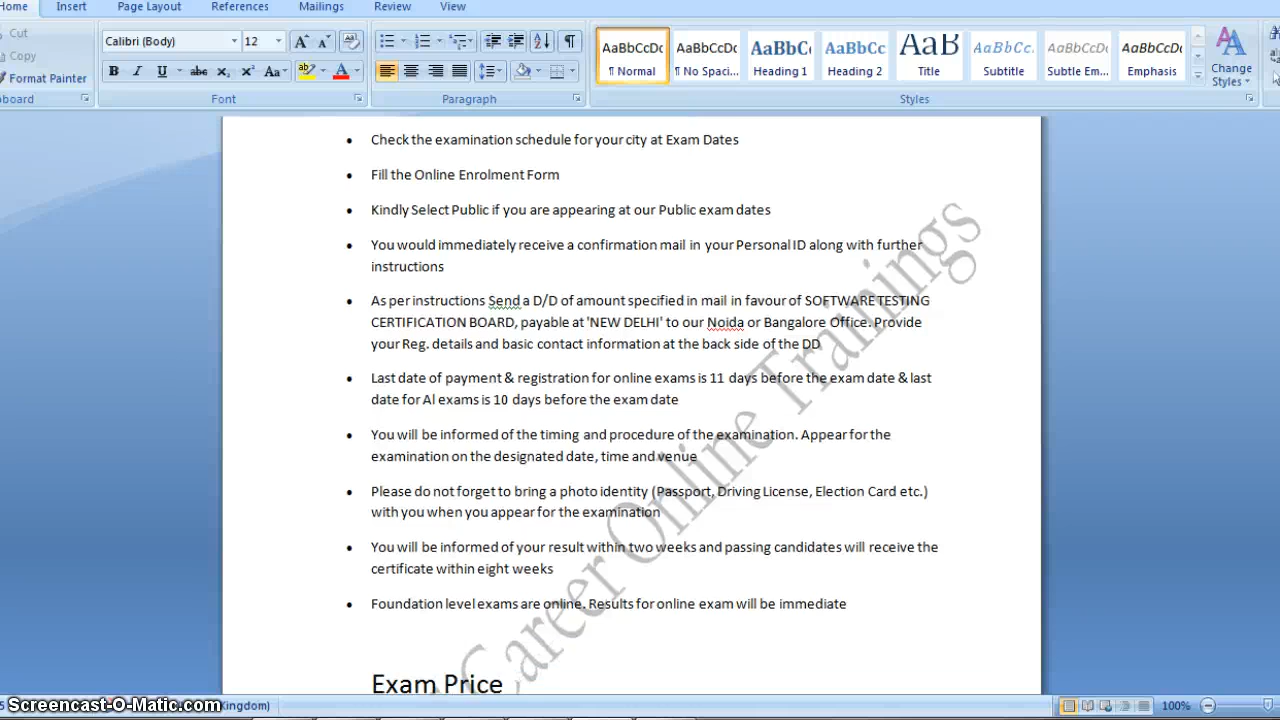 Home Insert Page Layout References Mailings Review View
Cut
Copy
Format Painter
board
Calibri (Body) 12
Font
Paragraph
AaBbCcDc AaBbCcDc AaBbC AaBbCc AaB AaBbCc. AaBbCcDc AaBbCcDc
¶ Normal ¶ No Spaci... Heading 1 Heading 2 Title Subtitle Subtle Em... Emphasis
Change
Styles
Styles
• Check the examination schedule for your city at Exam Dates
• Fill the Online Enrolment Form
• Kindly Select Public if you are appearing at our Public exam dates
• You would immediately receive a confirmation mail in your Personal ID along with further
instructions
• As per instructions Send a D/D of amount specified in mail in favour of SOFTWARE TESTING
CERTIFICATION BOARD, payable at 'NEW DELHI' to our Noida or Bangalore Office. Provide
your Reg. details and basic contact information at the back side of the DD
• Last date of payment & registration for online exams is 11 days before the exam date & last
date for Al exams is 10 days before the exam date
• You will be informed of the timing and procedure of the examination. Appear for the
examination on the designated date, time and venue
• Please do not forget to bring a photo identity (Passport, Driving License, Election Card etc.)
with you when you appear for the examination
• You will be informed of your result within two weeks and passing candidates will receive the
certificate within eight weeks
• Foundation level exams are online. Results for online exam will be immediate
Exam Price
Career Online Trainings
Screencast-O-Matic.com
Kingdom)
100%